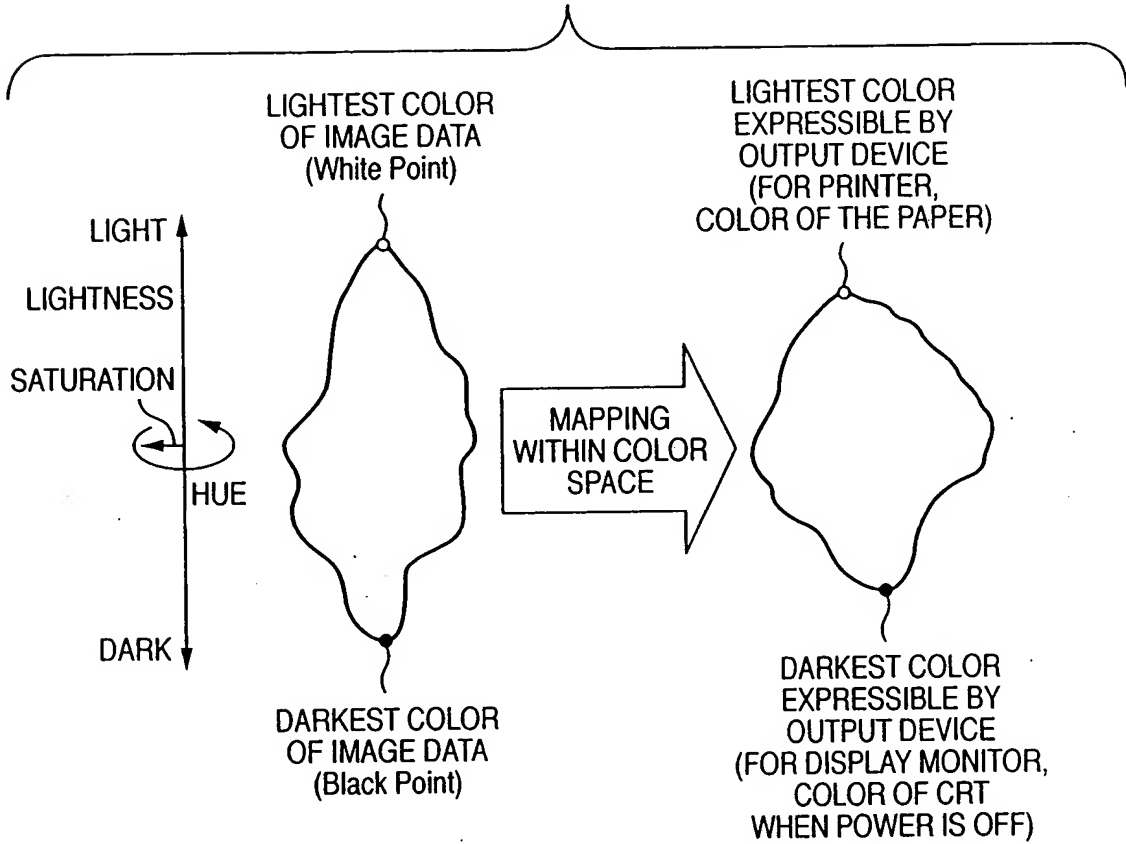 LIGHTEST COLOR
OF IMAGE DATA
(White Point)
LIGHTEST COLOR
EXPRESSIBLE BY
OUTPUT DEVICE
(FOR PRINTER,
COLOR OF THE PAPER)
LIGHT
LIGHTNESS
SATURATION
HUE
DARK
MAPPING
WITHIN COLOR
SPACE
DARKEST COLOR
OF IMAGE DATA
(Black Point)
DARKEST COLOR
EXPRESSIBLE BY
OUTPUT DEVICE
(FOR DISPLAY MONITOR,
COLOR OF CRT
WHEN POWER IS OFF)